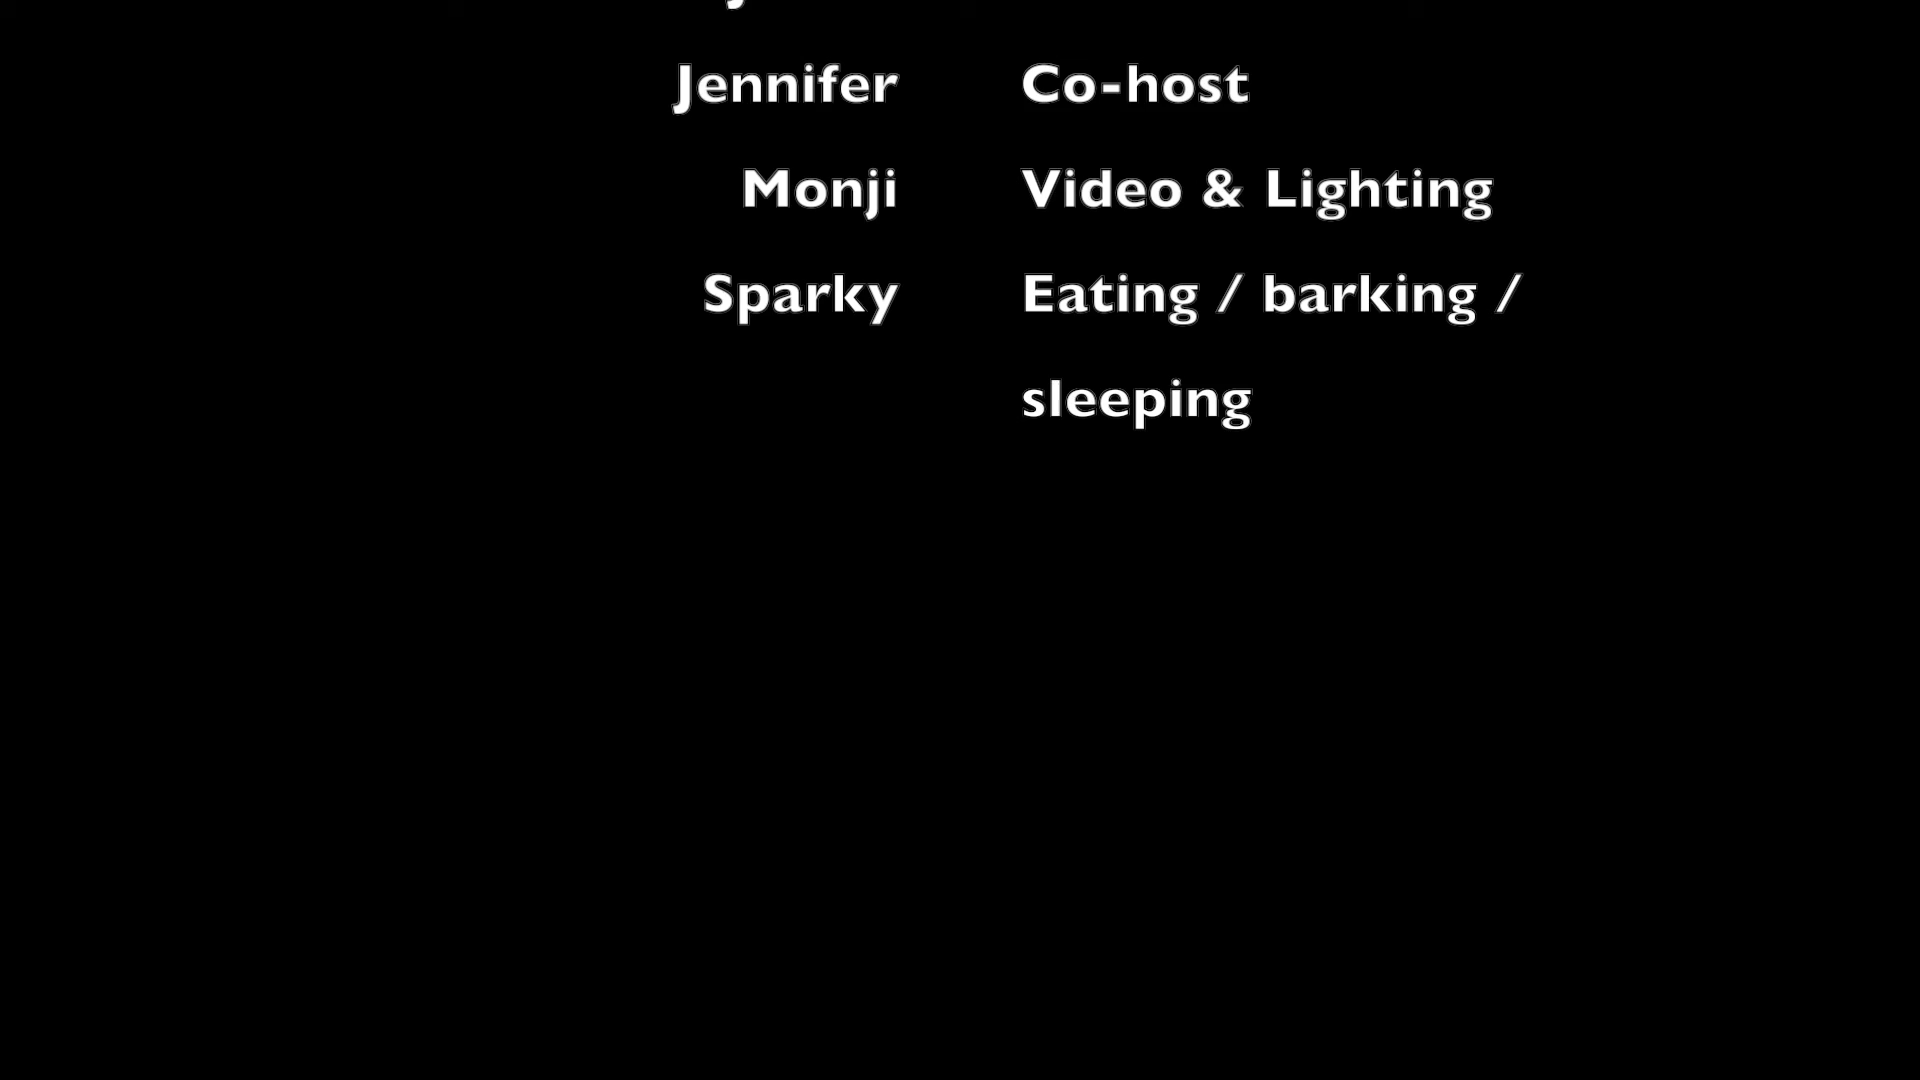 Jennifer Co-host
Monji Video & Lighting
Sparky Eating / barking /
sleeping